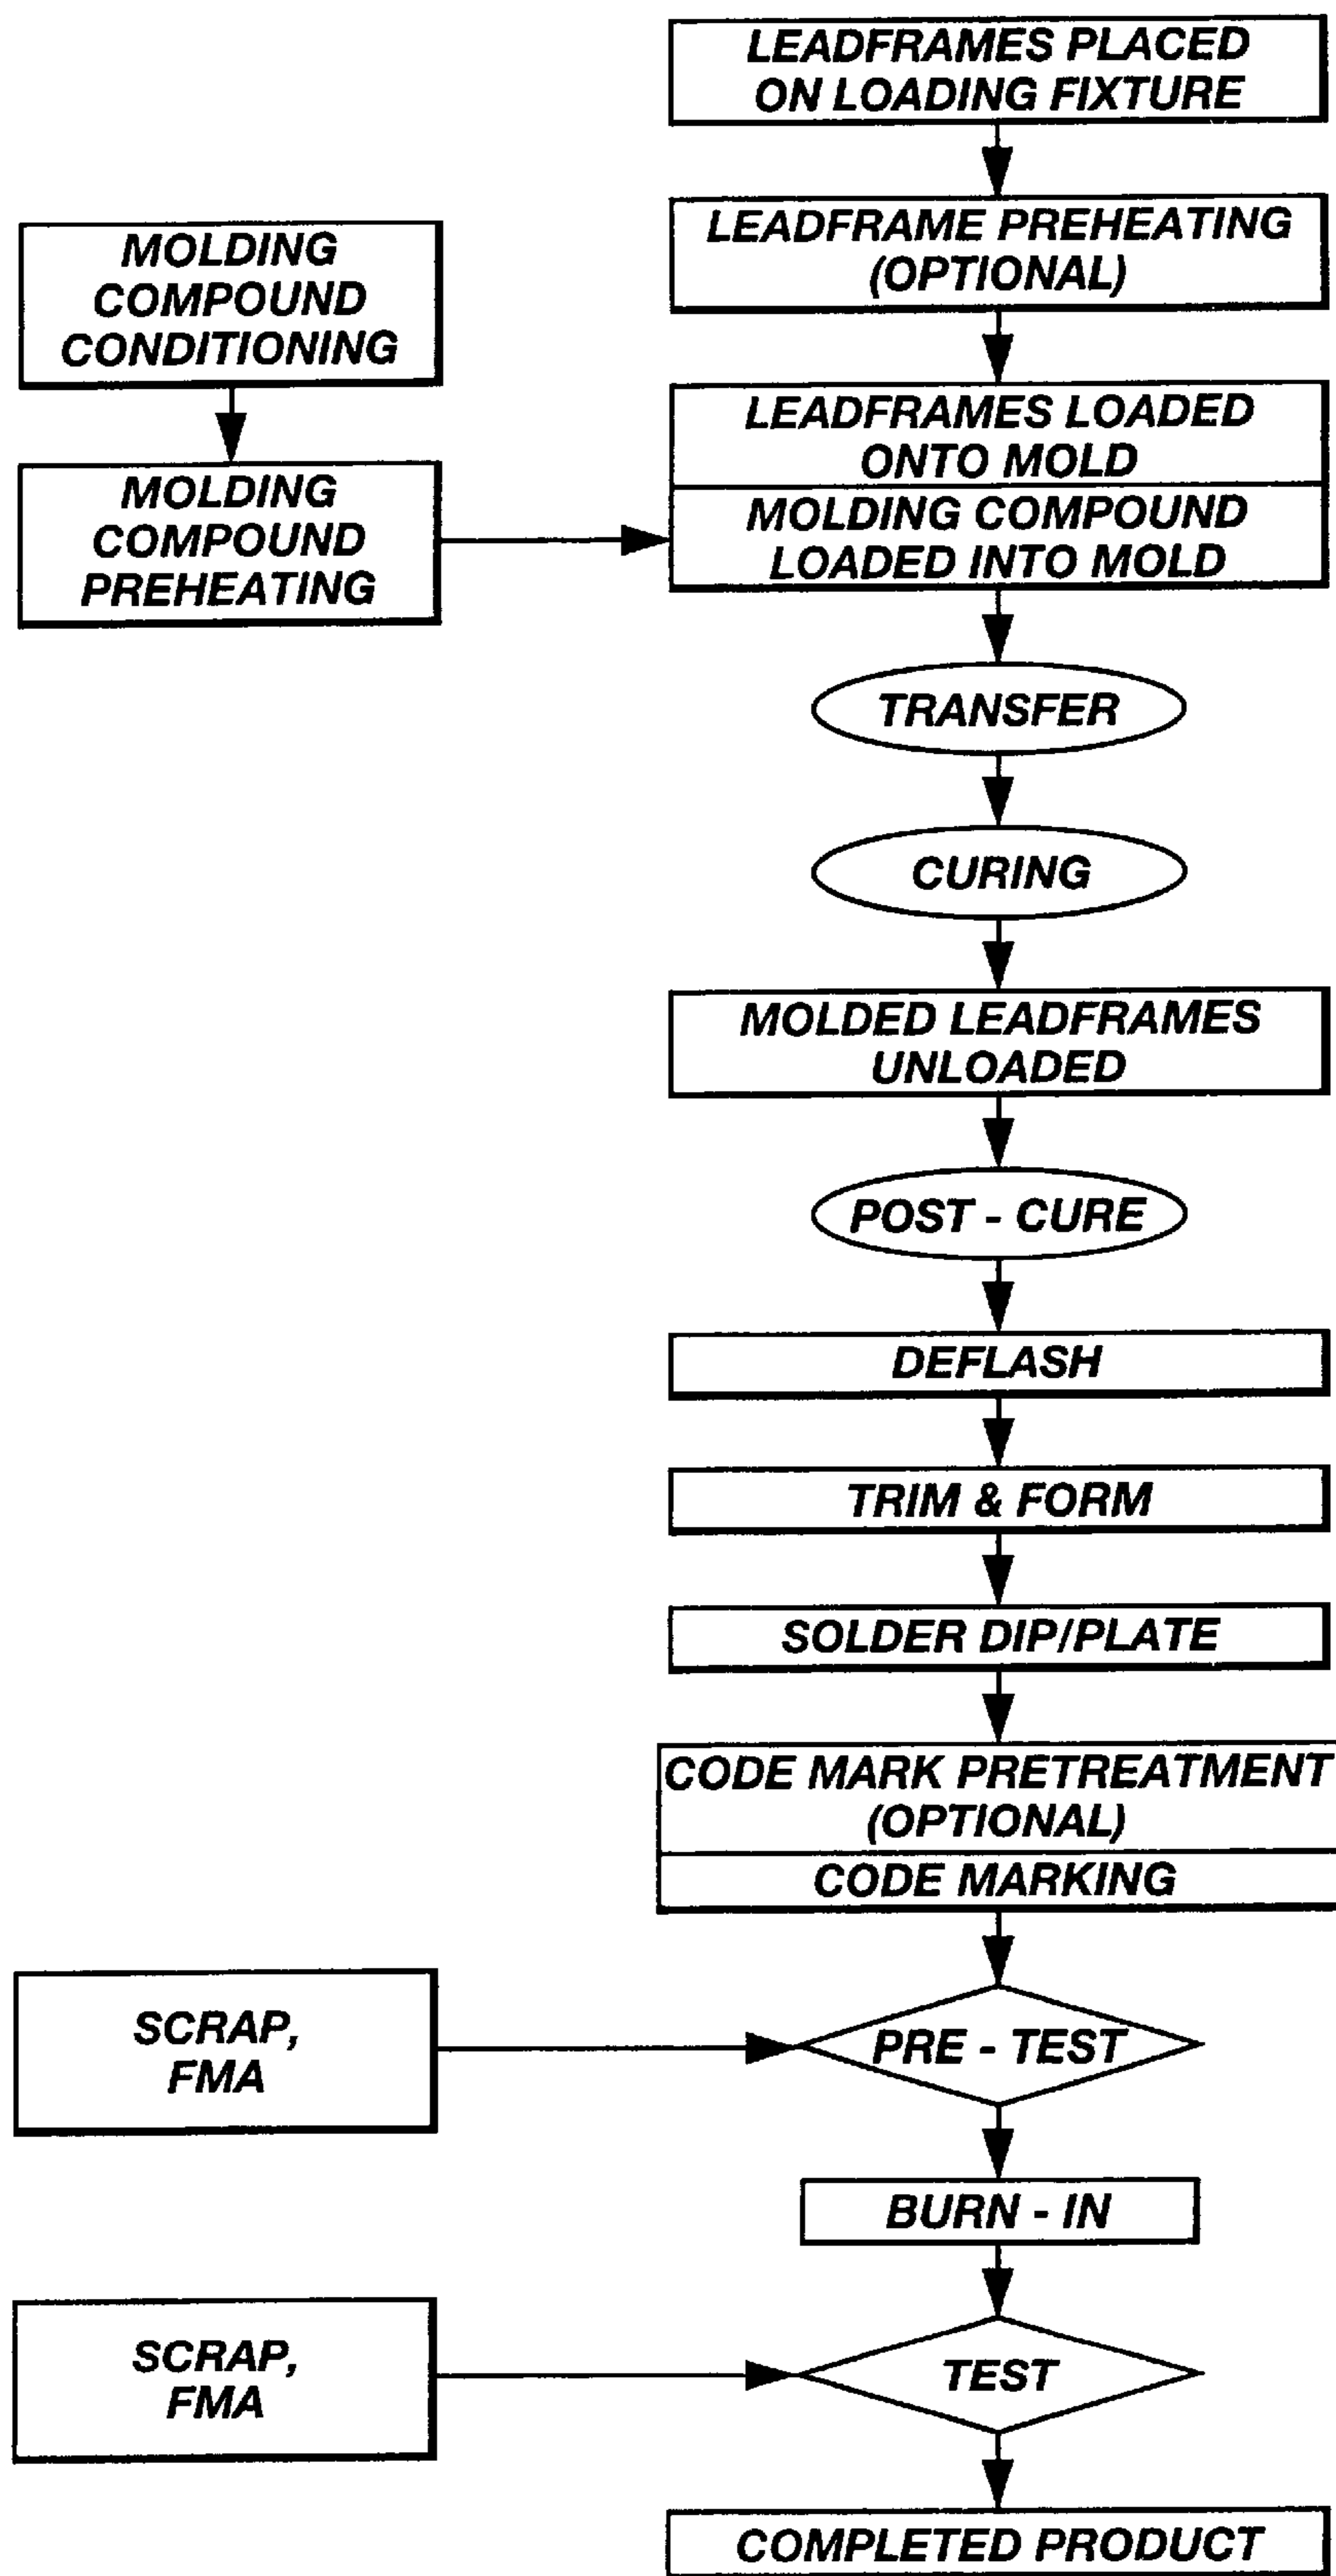 LEADFRAMES PLACED
ON LOADING FIXTURE
LEADFRAME PREHEATING
(OPTIONAL)
MOLDING
COMPOUND
CONDITIONING
LEADFRAMES LOADED
ONTO MOLD
MOLDING
COMPOUND
PREHEATING
MOLDING COMPOUND
LOADED INTO MOLD
TRANSFER
CURING
MOLDED LEADFRAMES
UNLOADED
POST - CURE
DEFLASH
TRIM & FORM
SOLDER DIP/PLATE
CODE MARK PRETREATMENT
(OPTIONAL)
CODE MARKING
SCRAP,
FMA
PRE - TEST
BURN - IN
SCRAP,
FMA
TEST
COMPLETED PRODUCT